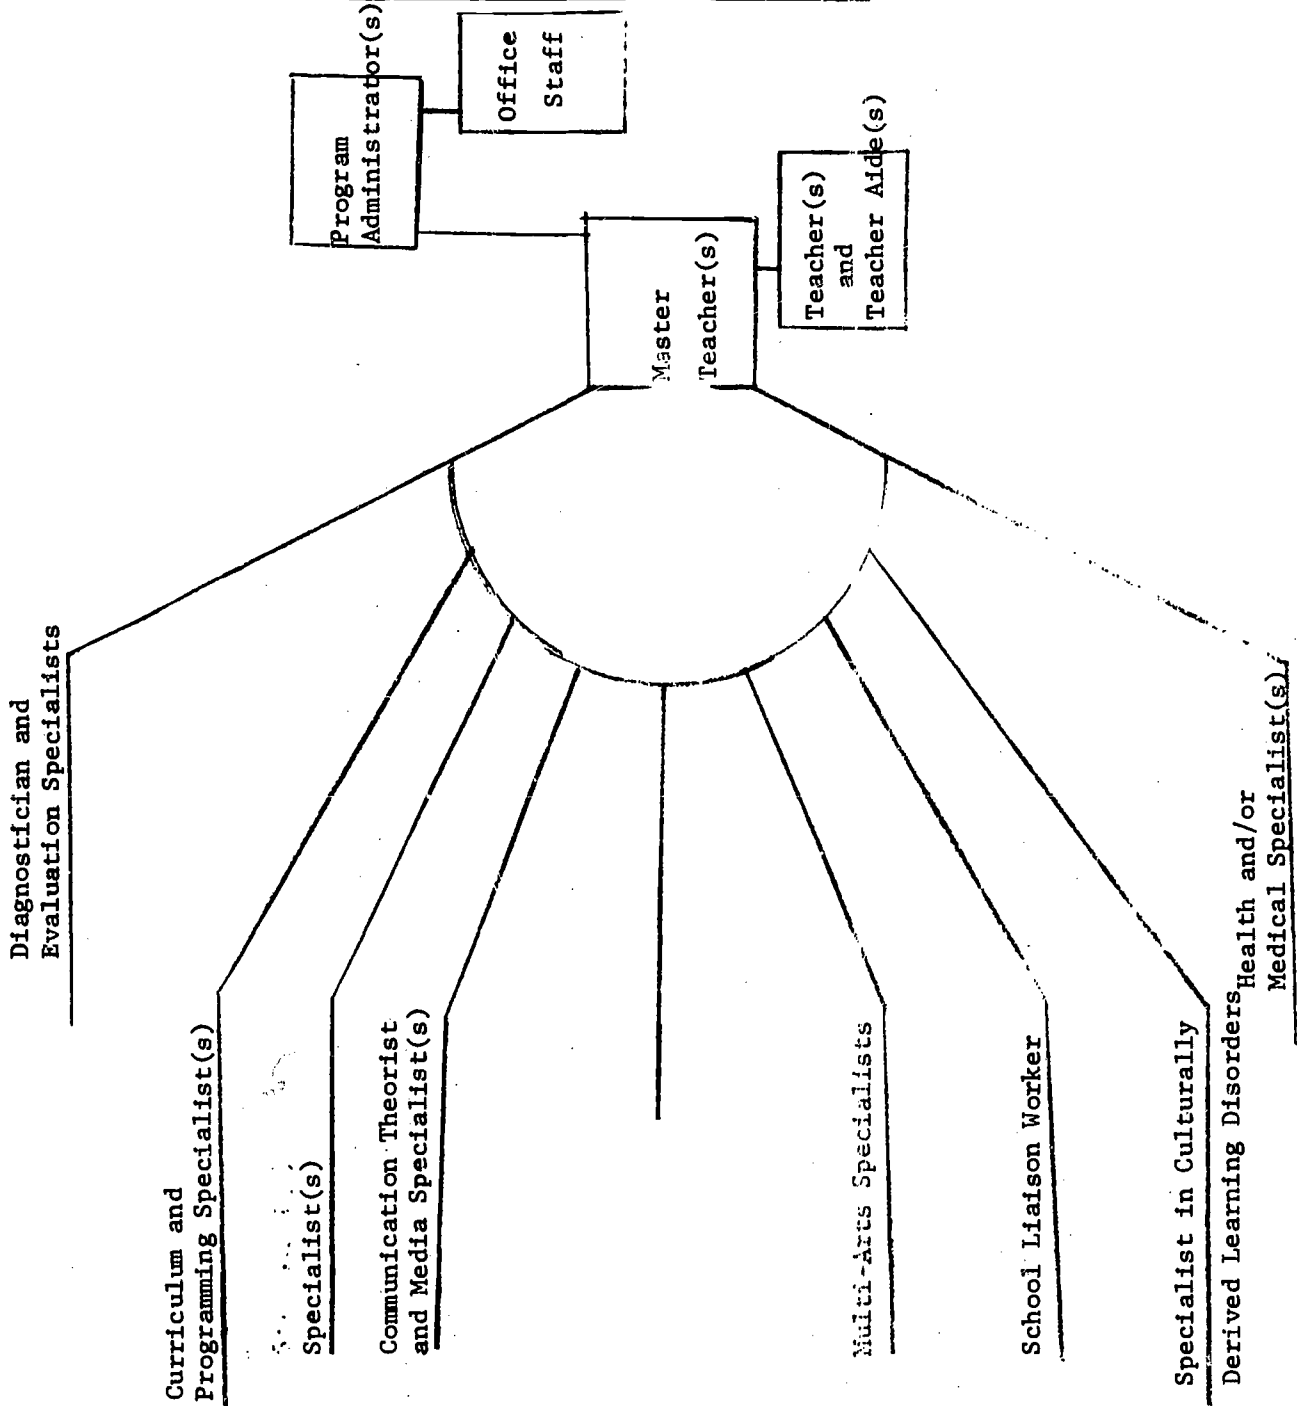 Program
Administrator(s)
Office
Staff
Master
Teacher(s)
Teacher(s)
and
Teacher Aide(s)
Diagnostician and
Evaluation Specialists
Curriculum and
Programming Specialist(s)
Specialist(s)
Communication Theorist
and Media Specialist(s)
Multi-Arts Specialists
School Liaison Worker
Specialist in Culturally
Derived Learning Disorders
Health and/or
Medical Specialist(s)